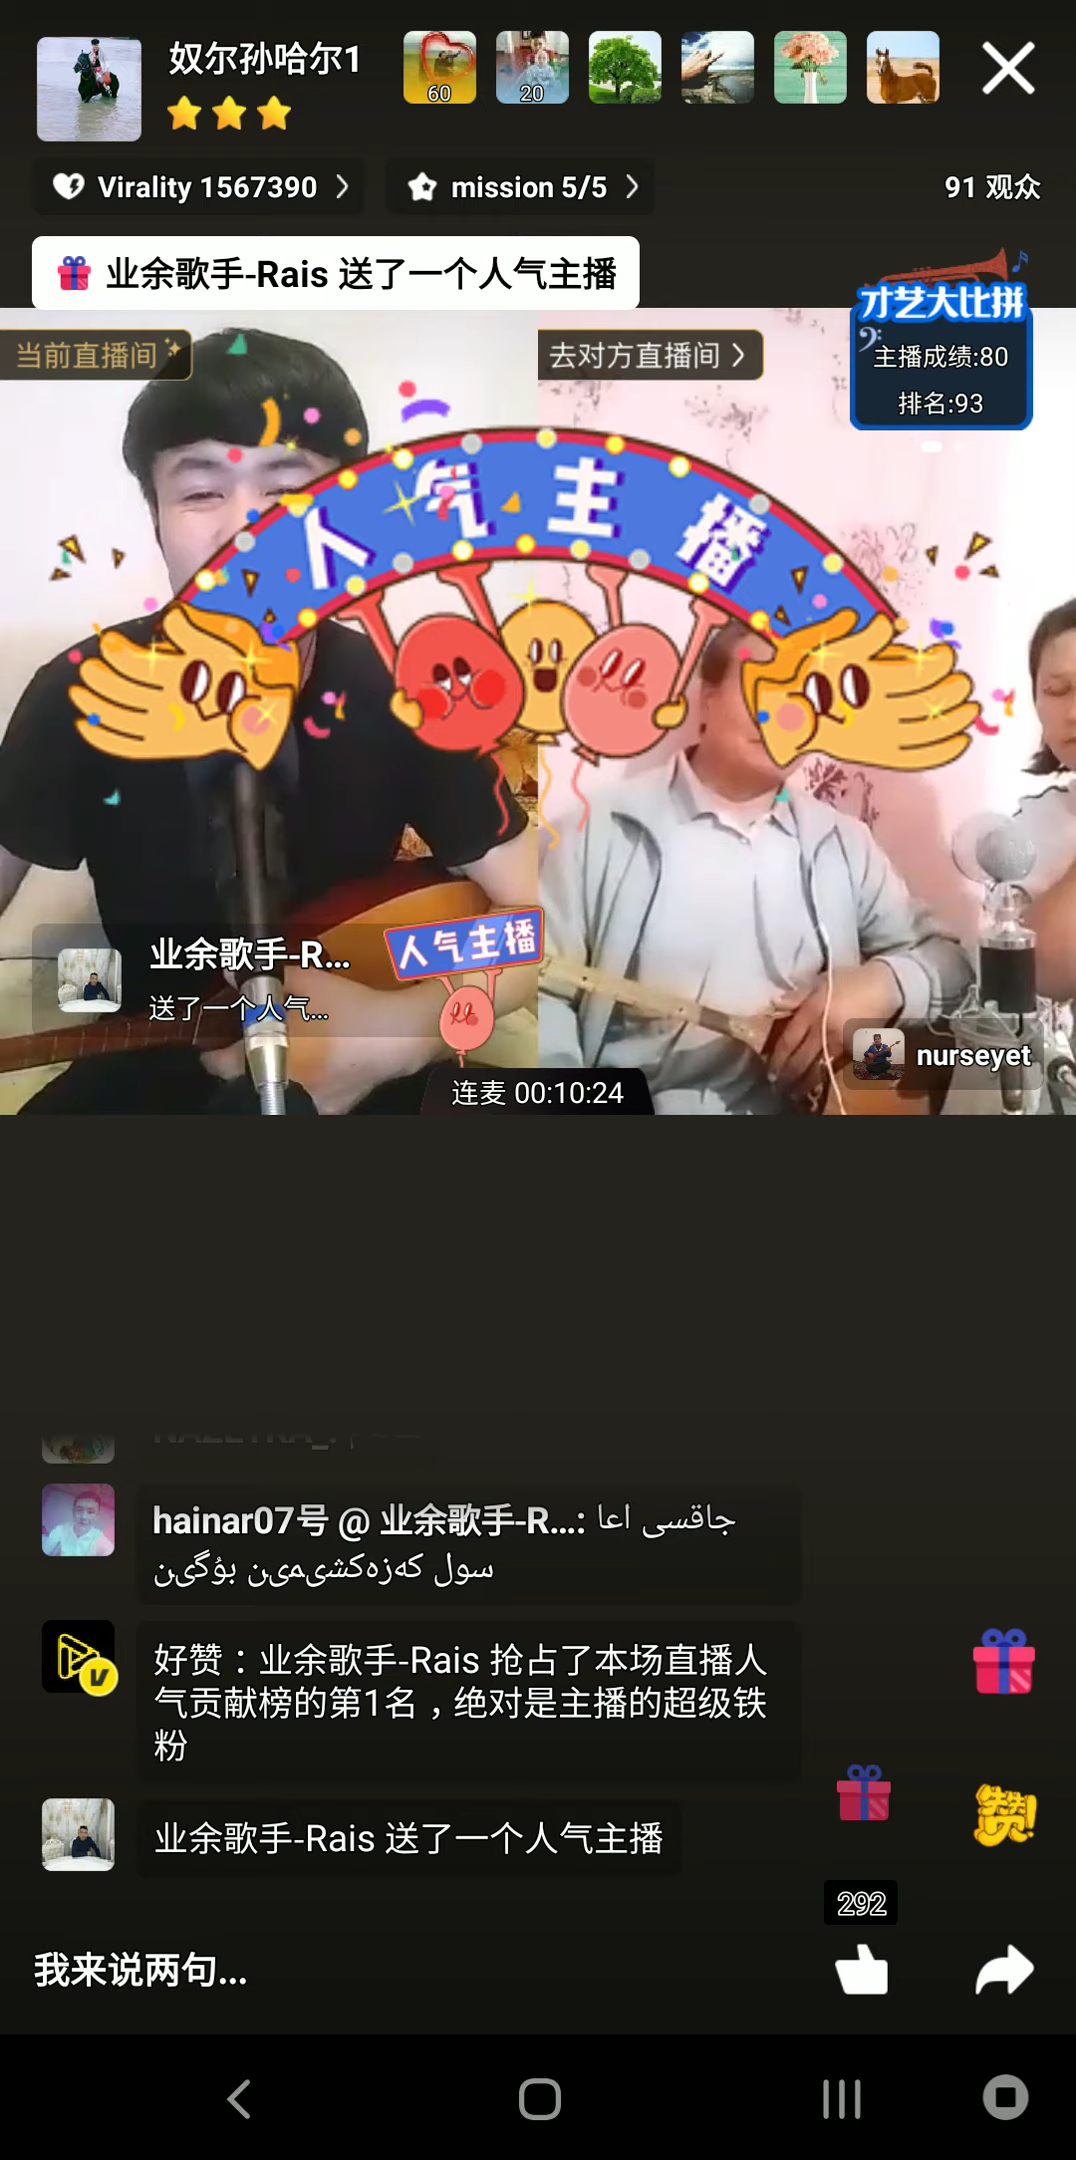 奴尔孙哈尔1
60
20
Virality 1567390
mission 5/5
91 观众
业余歌手-Rais 送了一个人气主播
才艺大比拼
主播成绩:80
排名:93
当前直播间
去对方直播间
人气主播
业余歌手-R...
送了一个人气...
人气主播
nurseyet
连麦 00:10:24
hainar07号 @ 业余歌手-R...: جاقسى اعا
سول كەزەكشىمىن بۇگىن
好赞：业余歌手-Rais 抢占了本场直播人
气贡献榜的第1名，绝对是主播的超级铁
粉
业余歌手-Rais 送了一个人气主播
赞!
292
我来说两句...